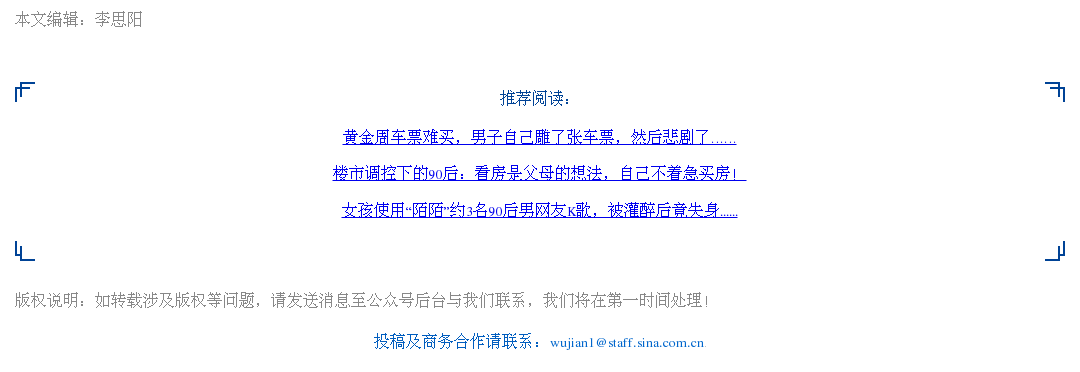 本文编辑：李思阳
推荐阅读：
黄金周车票难买，男子自己雕了张车票，然后悲剧了……
楼市调控下的90后：看房是父母的想法，自己不着急买房！
女孩使用“陌陌”约3名90后男网友K歌，被灌醉后竟失身......
版权说明：如转载涉及版权等问题，请发送消息至公众号后台与我们联系，我们将在第一时间处理！
投稿及商务合作请联系：wujian1@staff.sina.com.cn